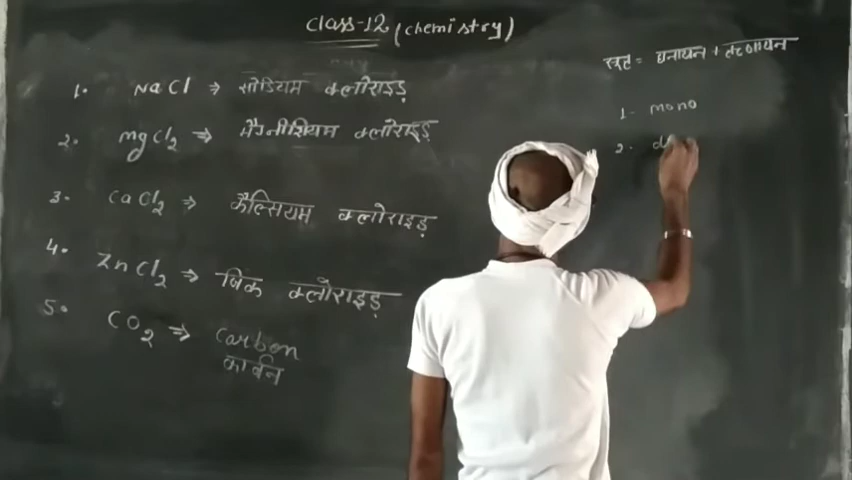 Class-12 (chemistry)
1. NaCl ⇒ सोडियम क्लोराइड़
2. mgCl2 ⇒ मैग्नीशियम क्लोराइड़
3. CaCl2 ⇒ कैल्सियम क्लोराइड़
4. ZnCl2 ⇒ जिंक क्लोराइड़
5. CO2 ⇒ carbon
कार्बन
= धनायन + ऋणायन
1. mono
2. d